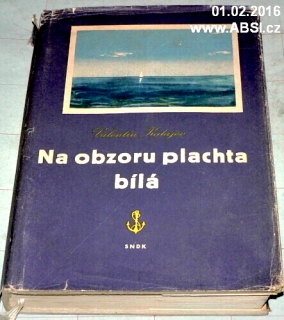 01.02.2016
www.ABSi.cz
Valentin Katajev
Na obzoru plachta
bílá
SNDK